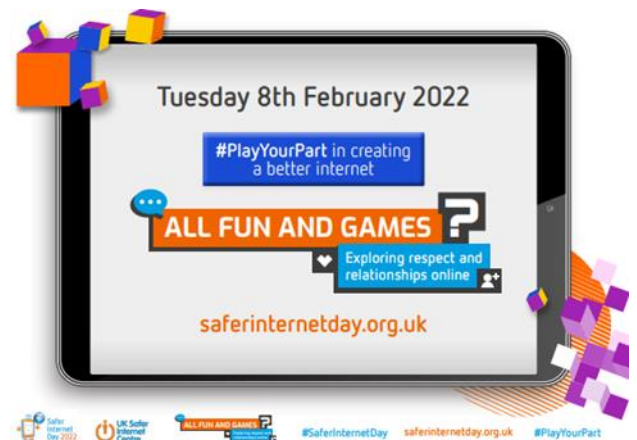 Tuesday 8th February 2022
#PlayYourPart in creating
a better internet
ALL FUN AND GAMES ?
Exploring respect and
relationships online
saferinternetday.org.uk
Safer
Internet
Day 2022
UK Safer
Internet
Centre
ALL FUN AND GAMES ?
#SaferInternetDay
saferinternetday.org.uk
#PlayYourPart